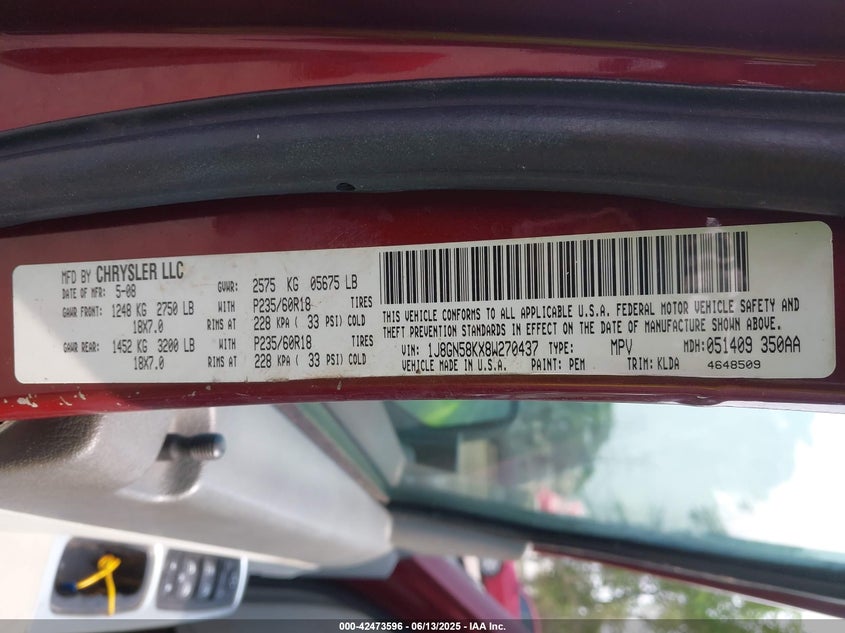 MFD BY CHRYSLER LLC
DATE OF MFR: 5-08 GVWR: 2575 KG 05675 LB
GAWR FRONT: 1248 KG 2750 LB WITH P235/60R18 TIRES
18X7.0 RIMS AT 228 KPA ( 33 PSI) COLD
GAWR REAR: 1452 KG 3200 LB WITH P235/60R18 TIRES
18X7.0 RIMS AT 228 KPA ( 33 PSI) COLD
THIS VEHICLE CONFORMS TO ALL APPLICABLE U.S.A. FEDERAL MOTOR VEHICLE SAFETY AND
THEFT PREVENTION STANDARDS IN EFFECT ON THE DATE OF MANUFACTURE SHOWN ABOVE.
VIN: 1J8GN58KX8W270437 TYPE: MPV MDH: 051409 350AA
VEHICLE MADE IN U.S.A. PAINT: PEM TRIM: KLDA 4648509
000-42473596 - 06/13/2025 - IAA Inc.